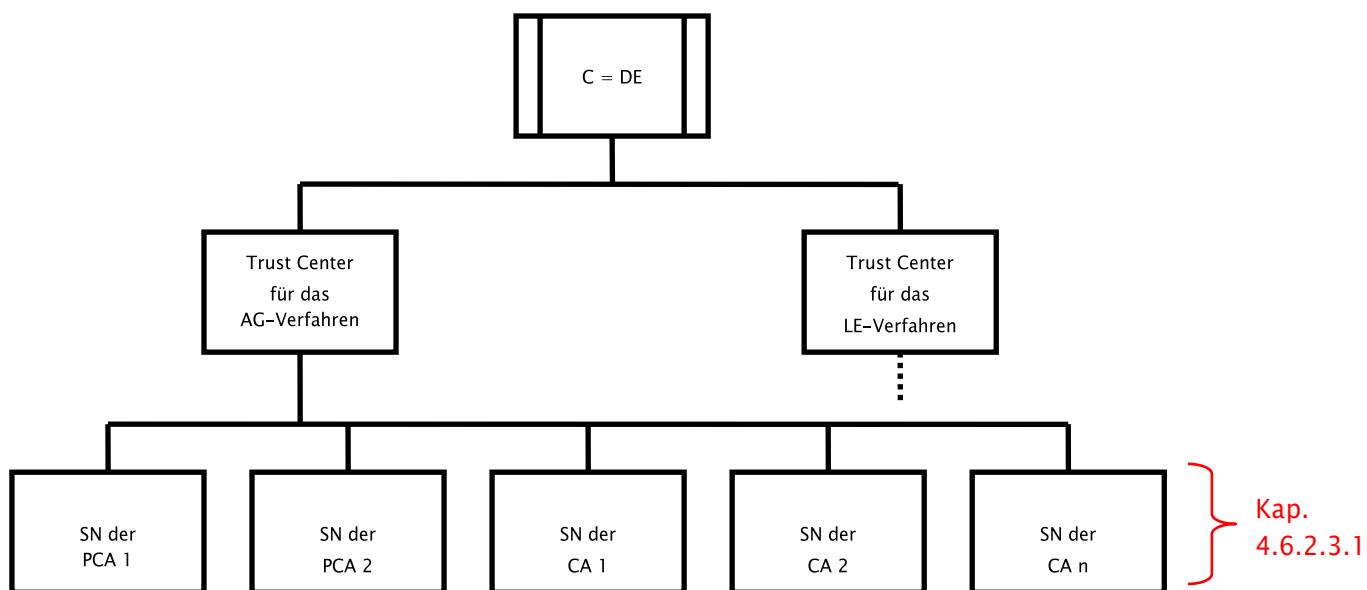 C = DE
Trust Center
für das
AG-Verfahren
Trust Center
für das
LE-Verfahren
SN der
PCA 1
SN der
PCA 2
SN der
CA 1
SN der
CA 2
SN der
CA n
Kap.
4.6.2.3.1